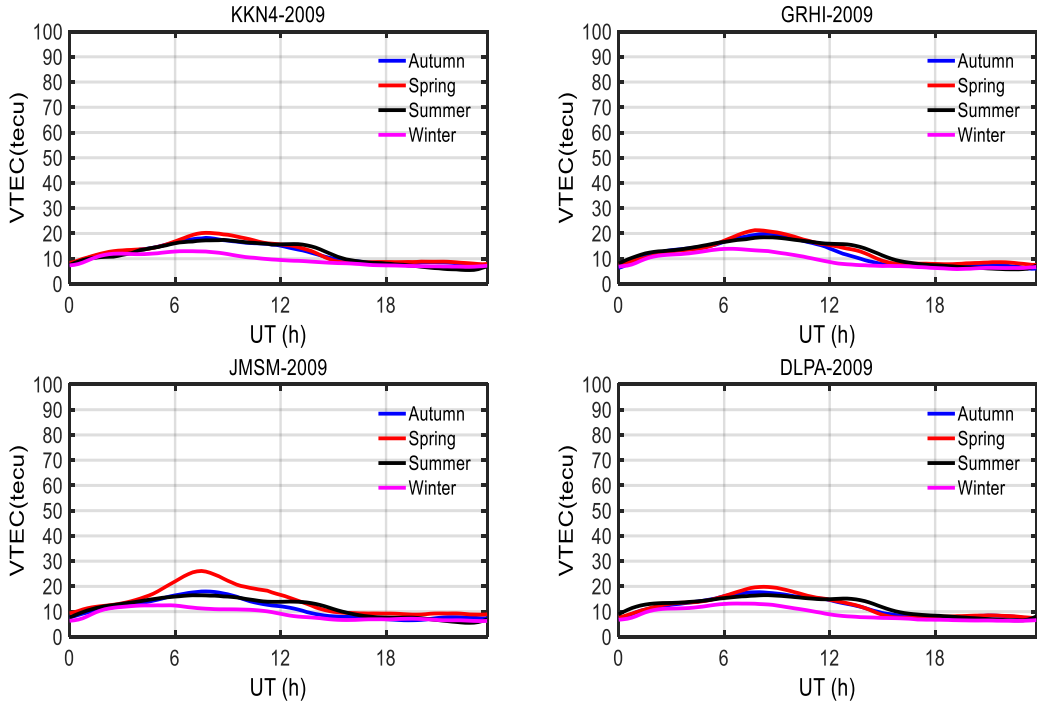 KKN4-2009
100
90
80
70
60
50
40
30
20
10
0
VTEC(tecu)
Autumn
Spring
Summer
Winter
0 6 12 18
UT (h)
GRHI-2009
100
90
80
70
60
50
40
30
20
10
0
VTEC(tecu)
Autumn
Spring
Summer
Winter
0 6 12 18
UT (h)
JMSM-2009
100
90
80
70
60
50
40
30
20
10
0
VTEC(tecu)
Autumn
Spring
Summer
Winter
0 6 12 18
UT (h)
DLPA-2009
100
90
80
70
60
50
40
30
20
10
0
VTEC(tecu)
Autumn
Spring
Summer
Winter
0 6 12 18
UT (h)